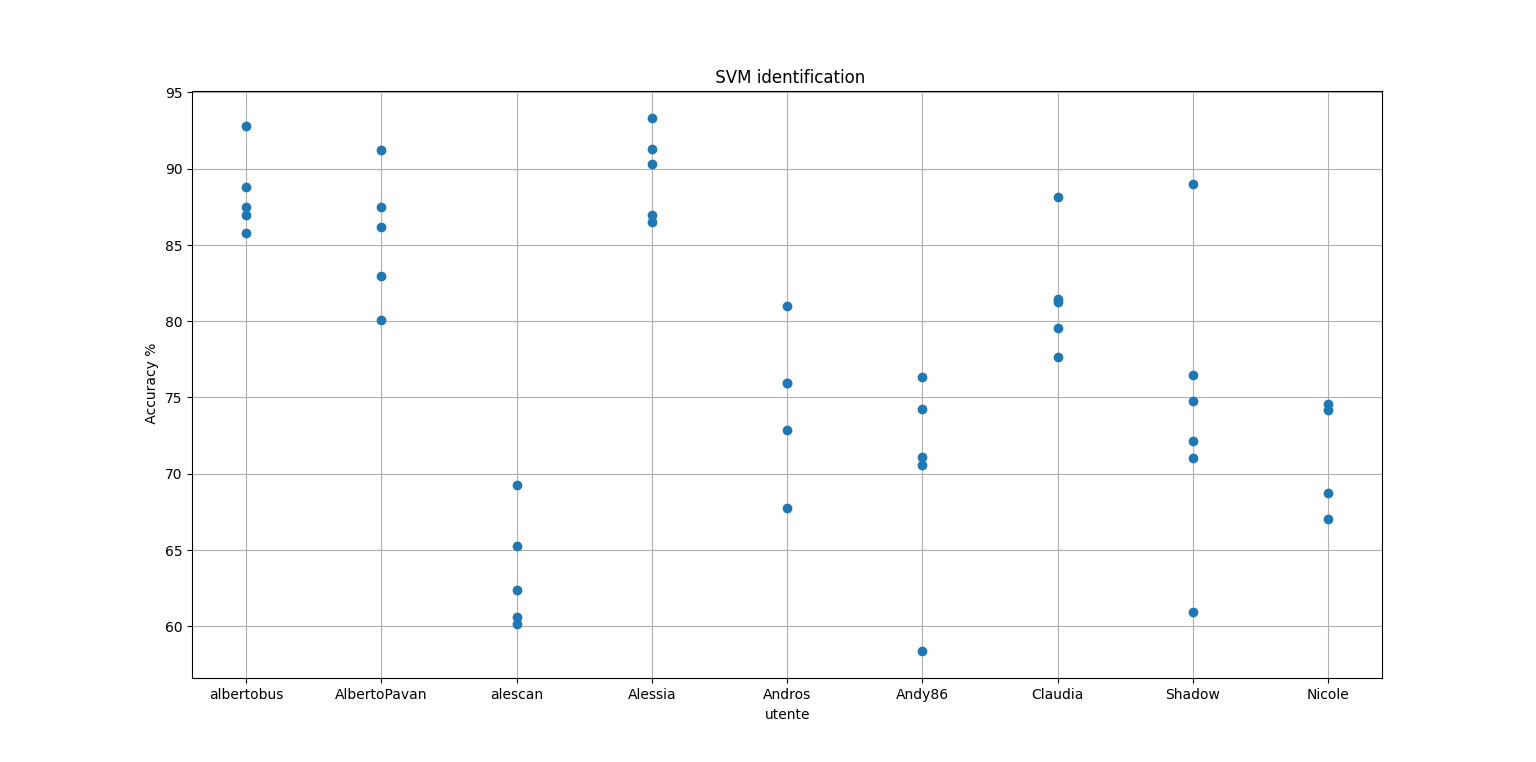 SVM identification
95
90
85
80
75
70
65
60
Accuracy %
albertobus AlbertoPavan alescan Alessia Andros Andy86 Claudia Shadow Nicole
utente